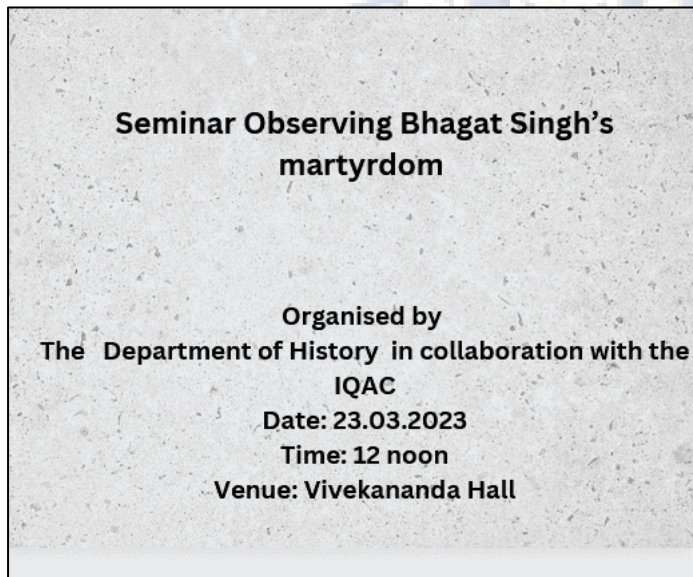 Seminar Observing Bhagat Singh’s
martyrdom
Organised by
The Department of History in collaboration with the
IQAC
Date: 23.03.2023
Time: 12 noon
Venue: Vivekananda Hall